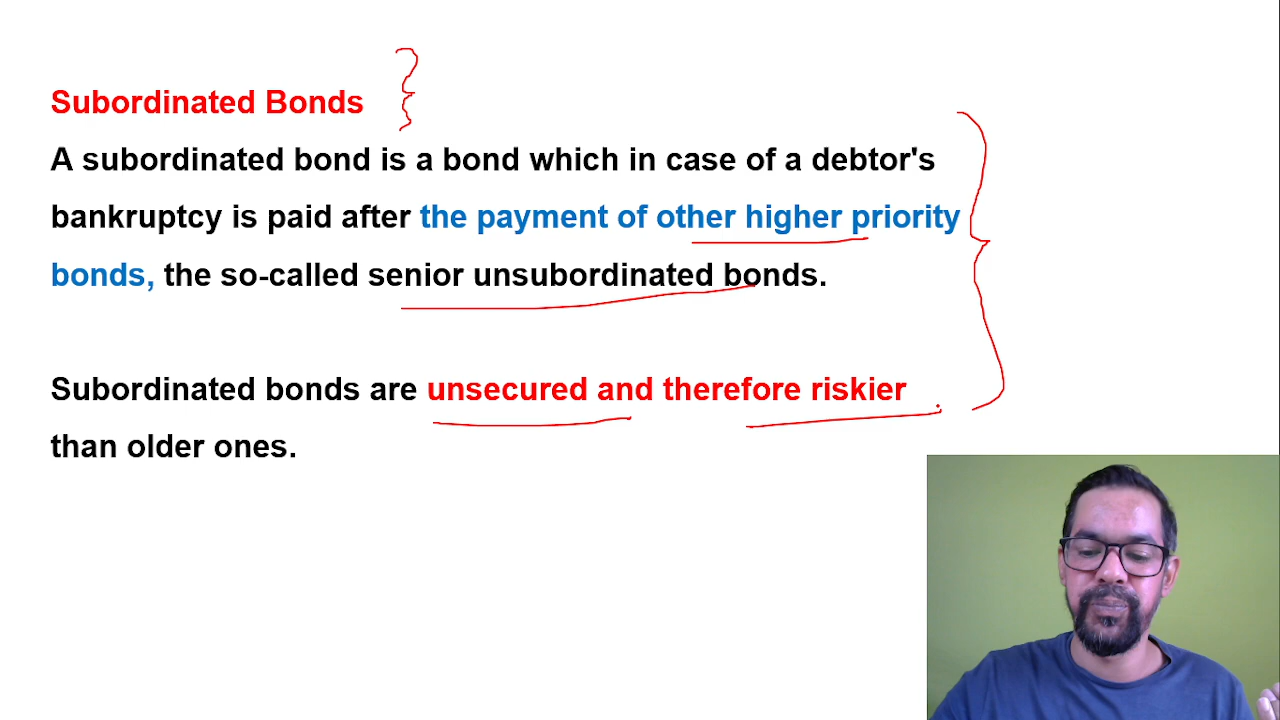 Subordinated Bonds
A subordinated bond is a bond which in case of a debtor's
bankruptcy is paid after the payment of other higher priority
bonds, the so-called senior unsubordinated bonds.
Subordinated bonds are unsecured and therefore riskier
than older ones.